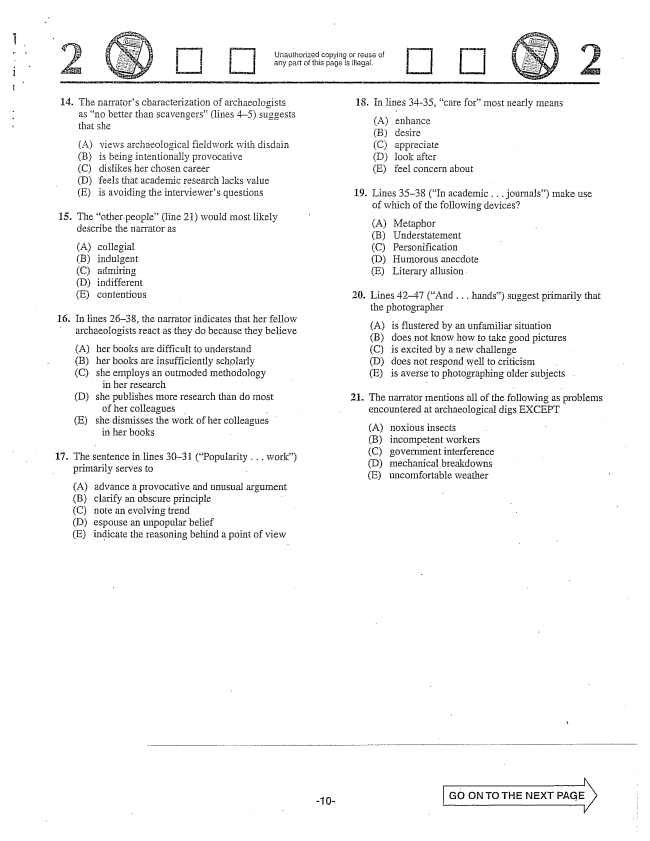 2
Unauthorized copying or reuse of
any part of this page is illegal.
2
14. The narrator's characterization of archaeologists
as "no better than scavengers" (lines 4–5) suggests
that she
(A) views archaeological fieldwork with disdain
(B) is being intentionally provocative
(C) dislikes her chosen career
(D) feels that academic research lacks value
(E) is avoiding the interviewer's questions
15. The "other people" (line 21) would most likely
describe the narrator as
(A) collegial
(B) indulgent
(C) admiring
(D) indifferent
(E) contentious
16. In lines 26–38, the narrator indicates that her fellow
archaeologists react as they do because they believe
(A) her books are difficult to understand
(B) her books are insufficiently scholarly
(C) she employs an outmoded methodology
in her research
(D) she publishes more research than do most
of her colleagues
(E) she dismisses the work of her colleagues
in her books
17. The sentence in lines 30–31 ("Popularity . . . work")
primarily serves to
(A) advance a provocative and unusual argument
(B) clarify an obscure principle
(C) note an evolving trend
(D) espouse an unpopular belief
(E) indicate the reasoning behind a point of view
18. In lines 34-35, "care for" most nearly means
(A) enhance
(B) desire
(C) appreciate
(D) look after
(E) feel concern about
19. Lines 35–38 ("In academic . . . journals") make use
of which of the following devices?
(A) Metaphor
(B) Understatement
(C) Personification
(D) Humorous anecdote
(E) Literary allusion
20. Lines 42–47 ("And . . . hands") suggest primarily that
the photographer
(A) is flustered by an unfamiliar situation
(B) does not know how to take good pictures
(C) is excited by a new challenge
(D) does not respond well to criticism
(E) is averse to photographing older subjects
21. The narrator mentions all of the following as problems
encountered at archaeological digs EXCEPT
(A) noxious insects
(B) incompetent workers
(C) government interference
(D) mechanical breakdowns
(E) uncomfortable weather
-10-
GO ON TO THE NEXT PAGE